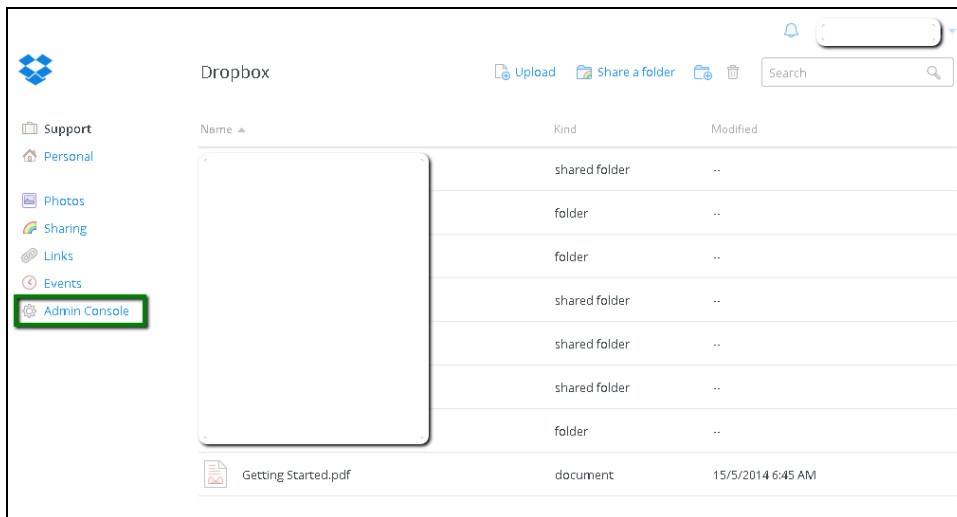 Dropbox
Upload
Share a folder
Search
Support
Personal
Photos
Sharing
Links
Events
Admin Console
Name Kind Modified
shared folder --
folder --
folder --
shared folder --
shared folder --
shared folder --
folder --
Getting Started.pdf document 15/5/2014 6:45 AM